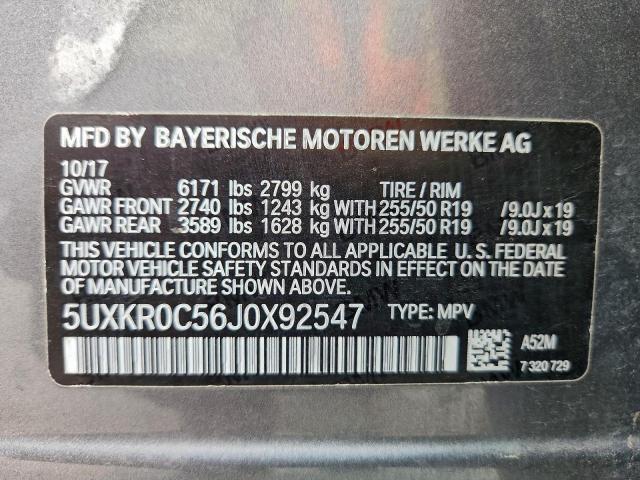 MFD BY BAYERISCHE MOTOREN WERKE AG
10/17
GVWR 6171 lbs 2799 kg TIRE / RIM
GAWR FRONT 2740 lbs 1243 kg WITH 255/50 R19 /9.0J x 19
GAWR REAR 3589 lbs 1628 kg WITH 255/50 R19 /9.0J x 19
THIS VEHICLE CONFORMS TO ALL APPLICABLE U. S. FEDERAL
MOTOR VEHICLE SAFETY STANDARDS IN EFFECT ON THE DATE
OF MANUFACTURE SHOWN ABOVE.
5UXKR0C56J0X92547 TYPE: MPV
A52M
7 320 729